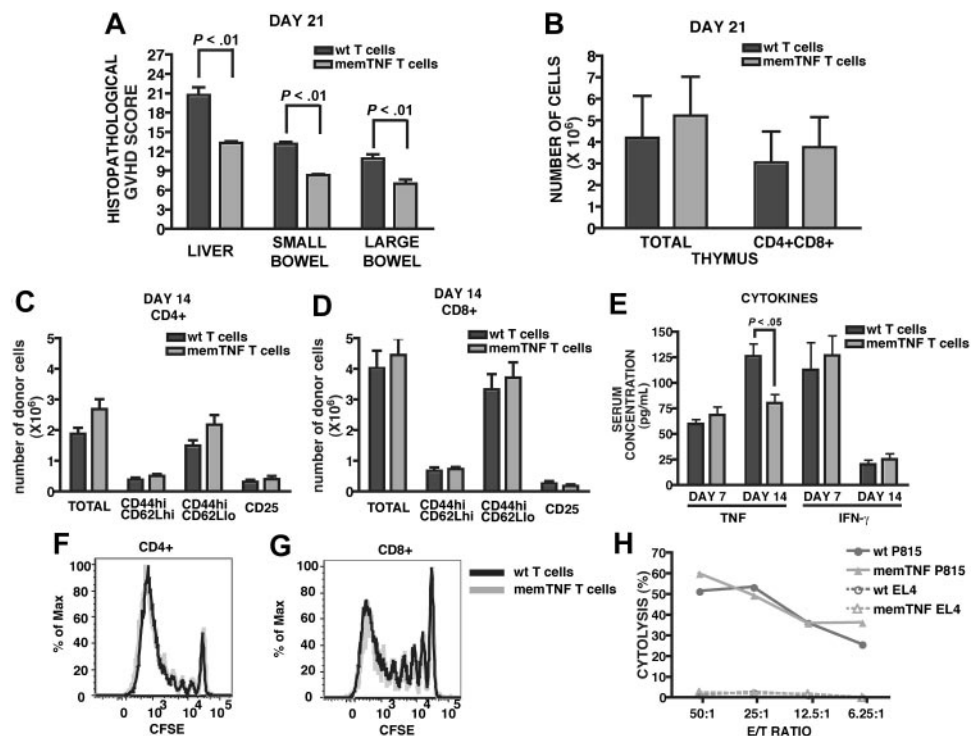 A
DAY 21
HISTOPATHOLOGICAL
GVHD SCORE
27
24
21
18
15
12
9
6
3
0
P < .01
P < .01
P < .01
wt T cells
memTNF T cells
LIVER
SMALL
BOWEL
LARGE
BOWEL
B
DAY 21
NUMBER OF CELLS
(X 10⁶)
8
7
6
5
4
3
2
1
0
wt T cells
memTNF T cells
TOTAL
CD4+CD8+
THYMUS
C
DAY 14
CD4+
number of donor cells
(X10⁶)
5
4
3
2
1
0
wt T cells
memTNF T cells
TOTAL
CD44hi
CD62Lhi
CD44hi
CD62Llo
CD25
D
DAY 14
CD8+
number of donor cells
(X10⁶)
5
4
3
2
1
0
wt T cells
memTNF T cells
TOTAL
CD44hi
CD62Lhi
CD44hi
CD62Llo
CD25
E
CYTOKINES
SERUM
CONCENTRATION
(pg/mL)
150
125
100
75
50
25
0
P < .05
wt T cells
memTNF T cells
DAY 7
DAY 14
DAY 7
DAY 14
TNF
IFN-γ
F
CD4+
% of Max
100
80
60
40
20
0
0
10³
10⁴
10⁵
CFSE
G
CD8+
% of Max
100
80
60
40
20
0
0
10³
10⁴
10⁵
CFSE
wt T cells
memTNF T cells
H
CYTOLYSIS (%)
70
60
50
40
30
20
10
0
wt P815
memTNF P815
wt EL4
memTNF EL4
50:1
25:1
12.5:1
6.25:1
E/T RATIO